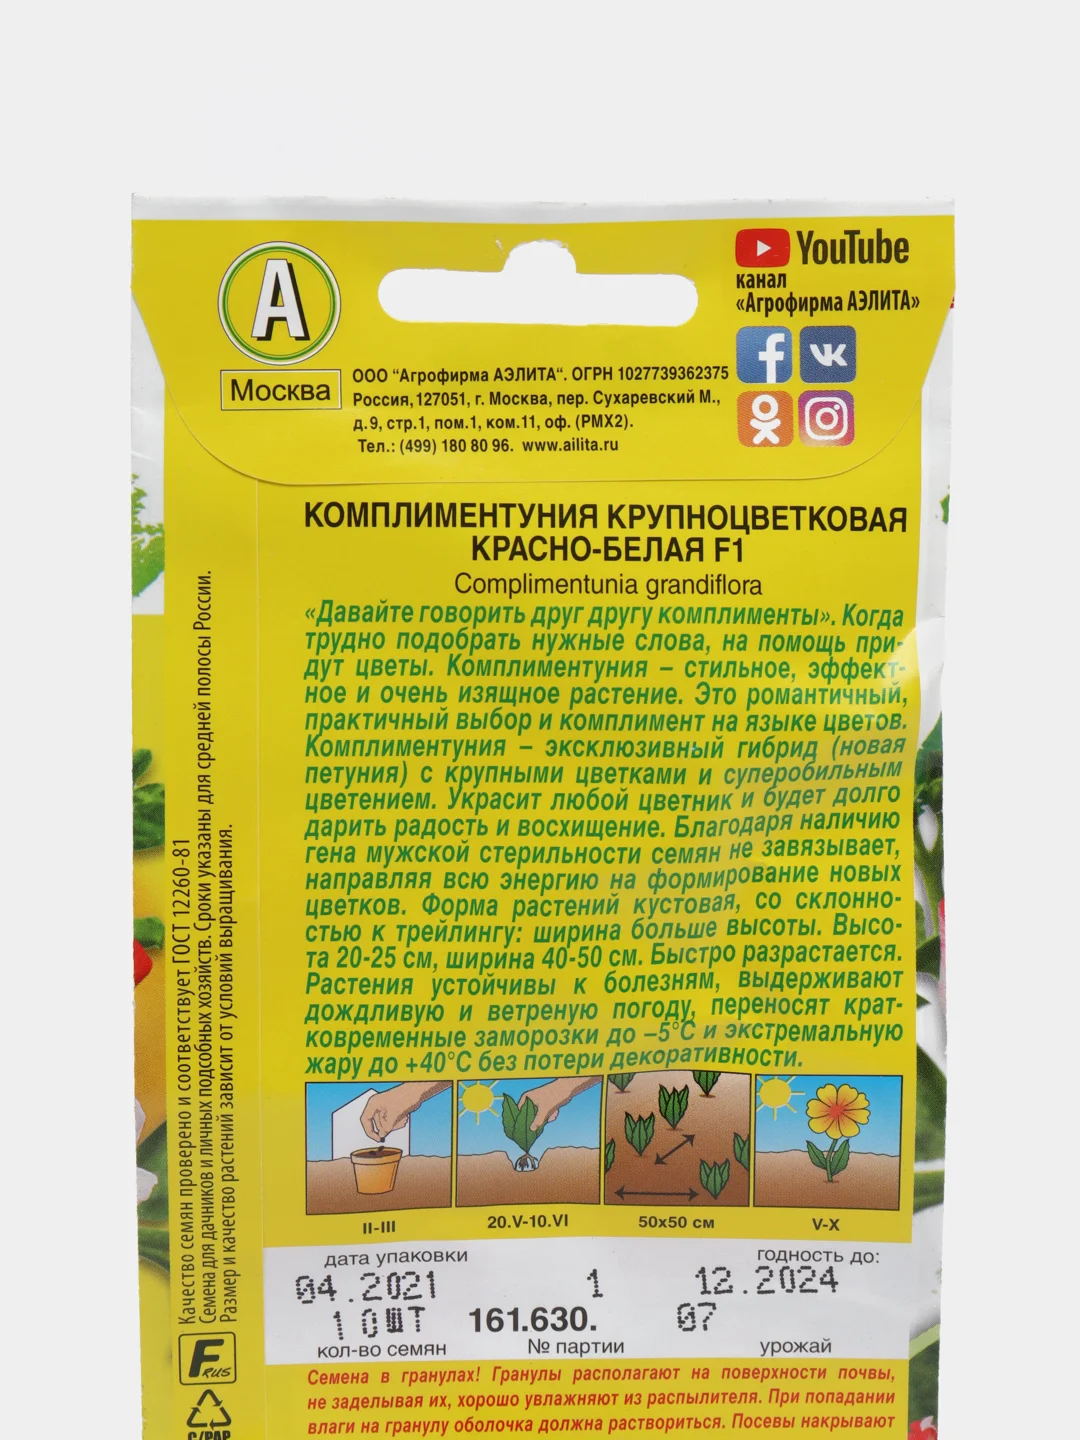 YouTube
канал
«Агрофирма АЭЛИТА»
А
Москва
ООО “Агрофирма АЭЛИТА“. ОГРН 1027739362375
Россия,127051, г. Москва, пер. Сухаревский М.,
д.9, стр.1, пом.1, ком.11, оф. (РМХ2).
Тел.: (499) 180 80 96. www.ailita.ru
КОМПЛИМЕНТУНИЯ КРУПНОЦВЕТКОВАЯ
КРАСНО-БЕЛАЯ F1
Complimentunia grandiflora
«Давайте говорить друг другу комплименты». Когда
трудно подобрать нужные слова, на помощь при-
дут цветы. Комплиментуния – стильное, эффект-
ное и очень изящное растение. Это романтичный,
практичный выбор и комплимент на языке цветов.
Комплиментуния – эксклюзивный гибрид (новая
петуния) с крупными цветками и суперобильным
цветением. Украсит любой цветник и будет долго
дарить радость и восхищение. Благодаря наличию
гена мужской стерильности семян не завязывает,
направляя всю энергию на формирование новых
цветков. Форма растений кустовая, со склонно-
стью к трейлингу: ширина больше высоты. Высо-
та 20-25 см, ширина 40-50 см. Быстро разрастается.
Растения устойчивы к болезням, выдерживают
дождливую и ветреную погоду, переносят крат-
ковременные заморозки до –5°С и экстремальную
жару до +40°С без потери декоративности.
II-III
20.V-10.VI
50х50 см
V-X
дата упаковки
годность до:
04.2021
1
12.2024
10ШТ
161.630.
07
кол-во семян
№ партии
урожай
Семена в гранулах! Гранулы располагают на поверхности почвы,
не заделывая их, хорошо увлажняют из распылителя. При попадании
влаги на гранулу оболочка должна раствориться. Посевы накрывают
Качество семян проверено и соответствует ГОСТ 12260-81
Семена для дачников и личных подсобных хозяйств. Сроки указаны для средней полосы России.
Размер и качество растений зависит от условий выращивания.
F RUS
C/PAP